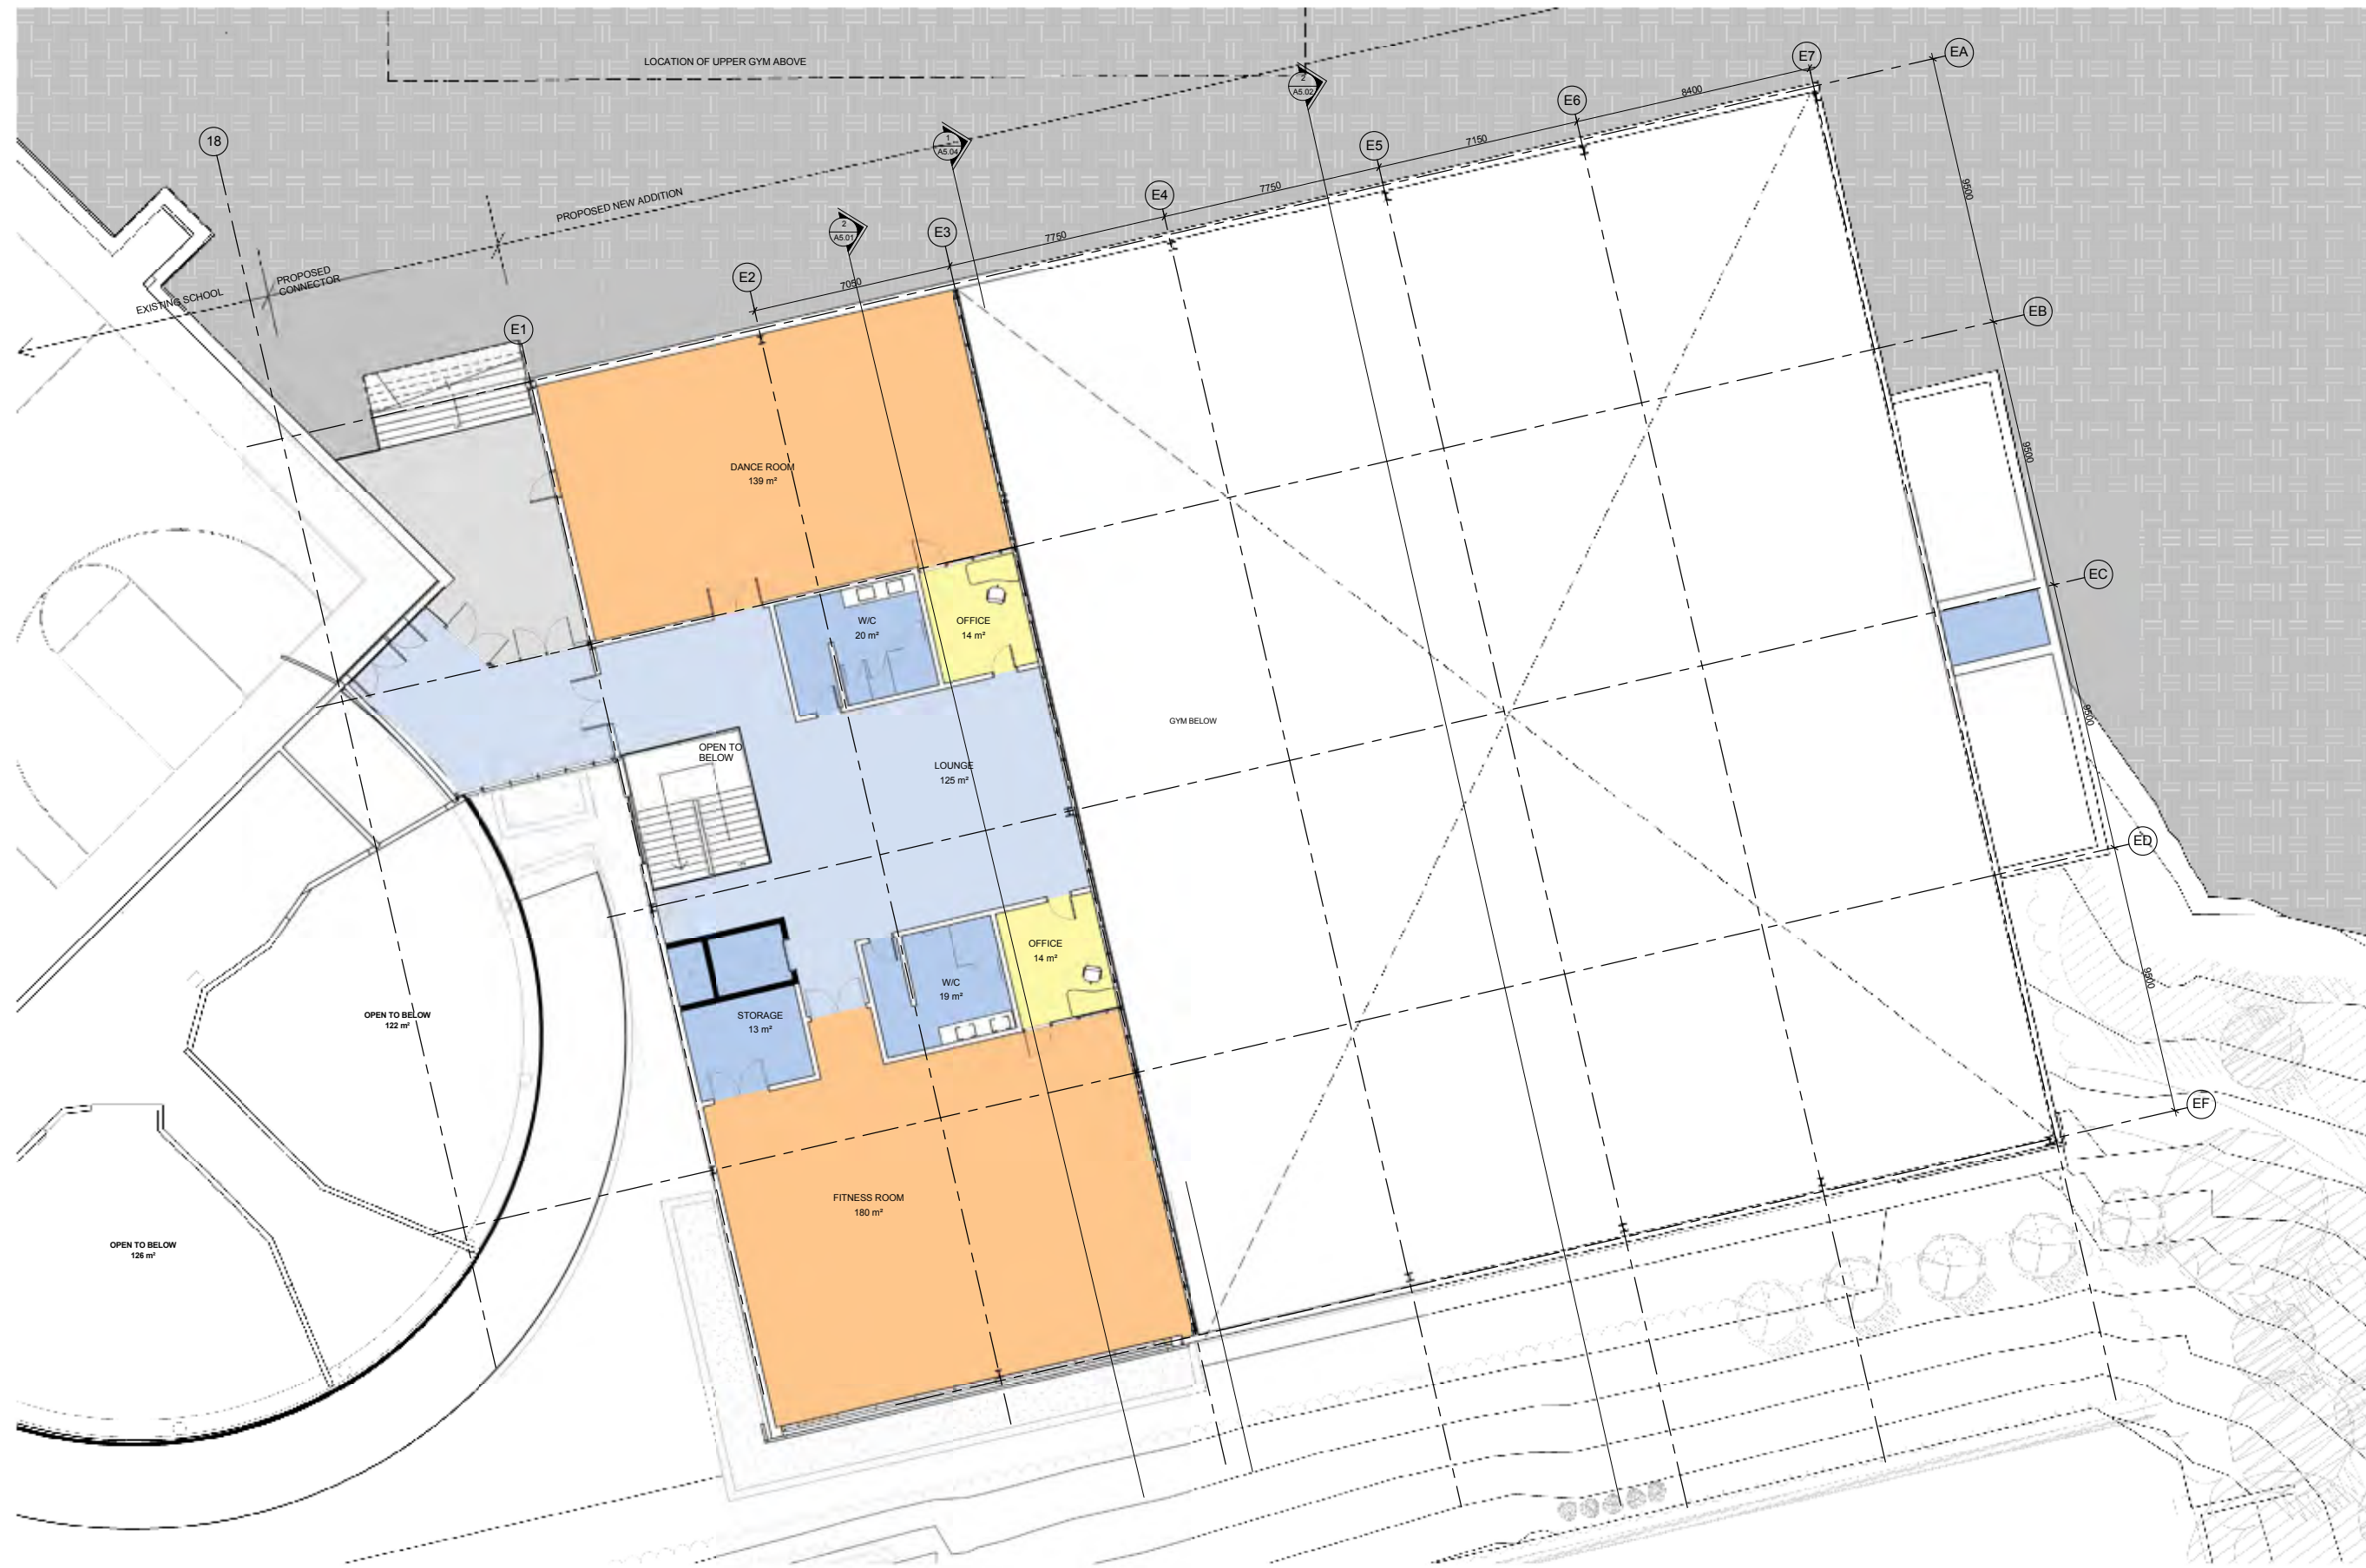 LOCATION OF UPPER GYM ABOVE
E7
EA
2
A5.02
E6
8400
18
1
A5.04
E5
7150
9500
PROPOSED NEW ADDITION
E4
7750
2
A5.01
E3
7750
PROPOSED
CONNECTOR
EXISTING SCHOOL
E2
7050
EB
E1
9500
DANCE ROOM
139 m²
EC
W/C
20 m²
OFFICE
14 m²
GYM BELOW
9500
OPEN TO
BELOW
LOUNGE
125 m²
ED
OFFICE
14 m²
9500
W/C
19 m²
STORAGE
13 m²
OPEN TO BELOW
122 m²
EF
FITNESS ROOM
180 m²
OPEN TO BELOW
126 m²